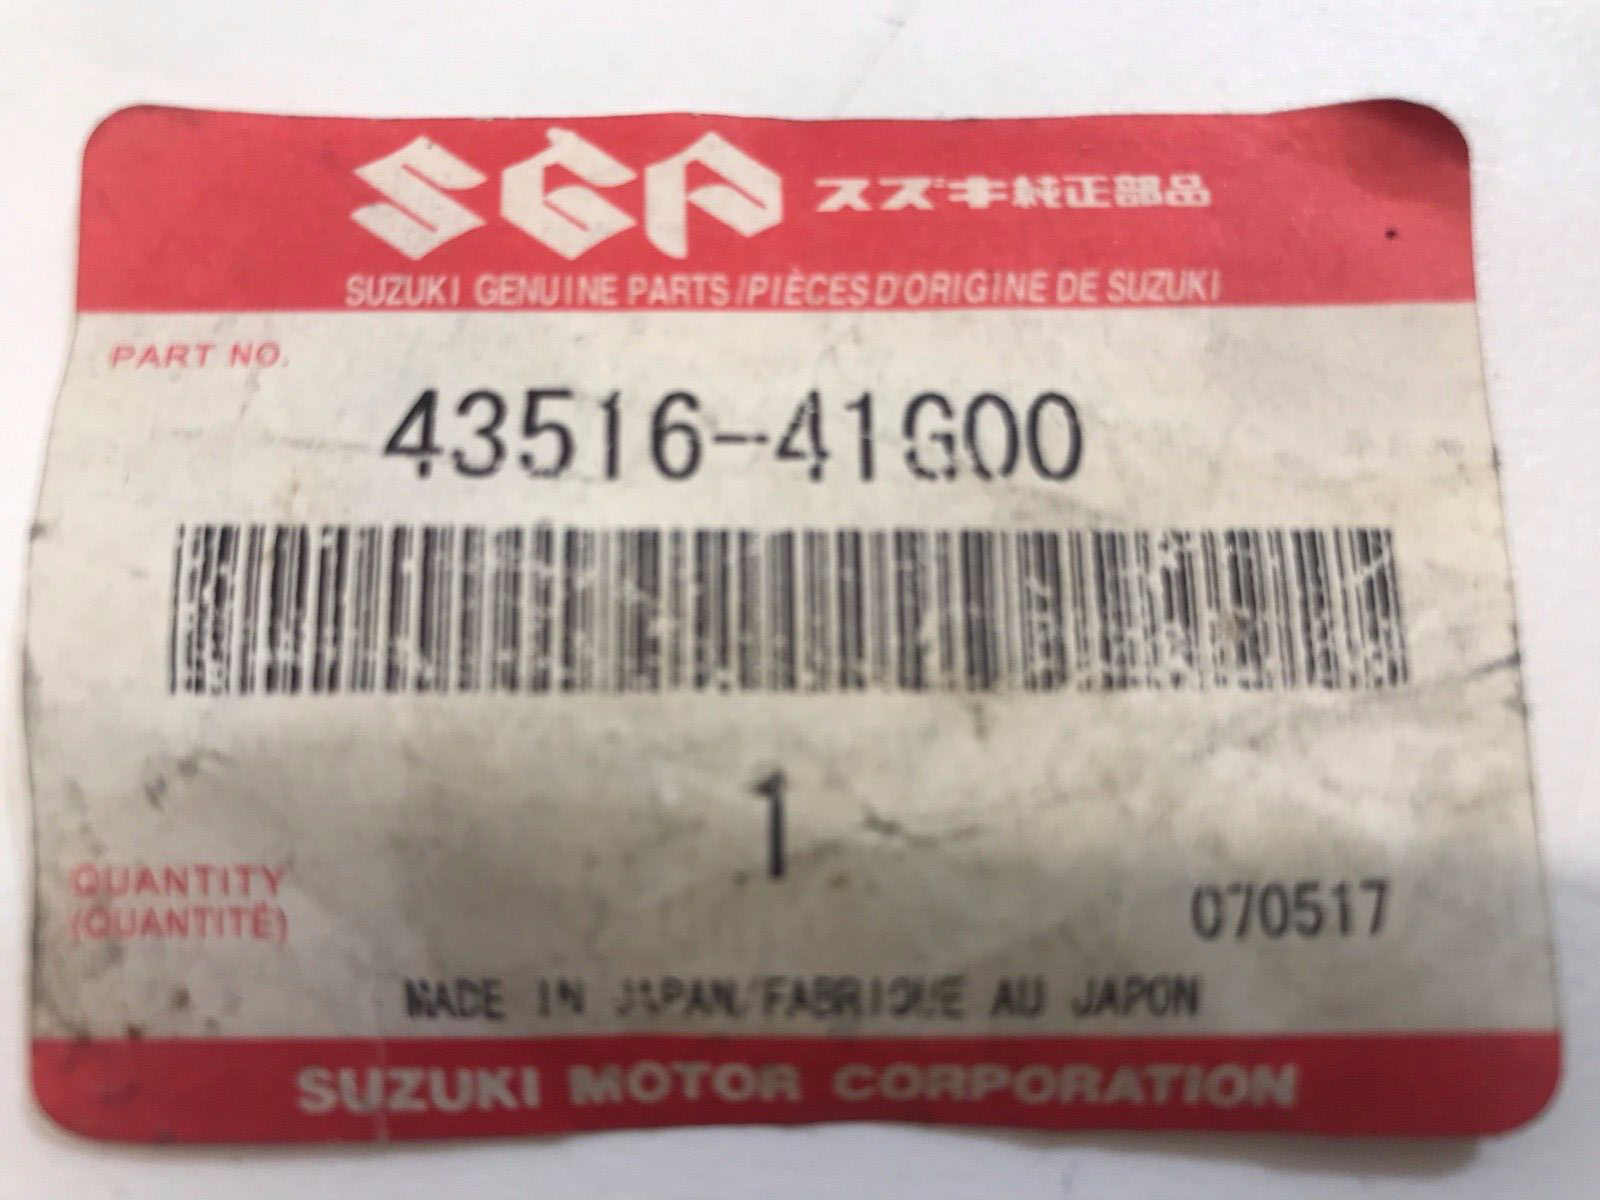 SGP スズキ純正部品
SUZUKI GENUINE PARTS/PIÈCES D'ORIGINE DE SUZUKI
PART NO.
43516-41G00
1
QUANTITY
(QUANTITÉ)
070517
MADE IN JAPAN/FABRIQUE AU JAPON
SUZUKI MOTOR CORPORATION